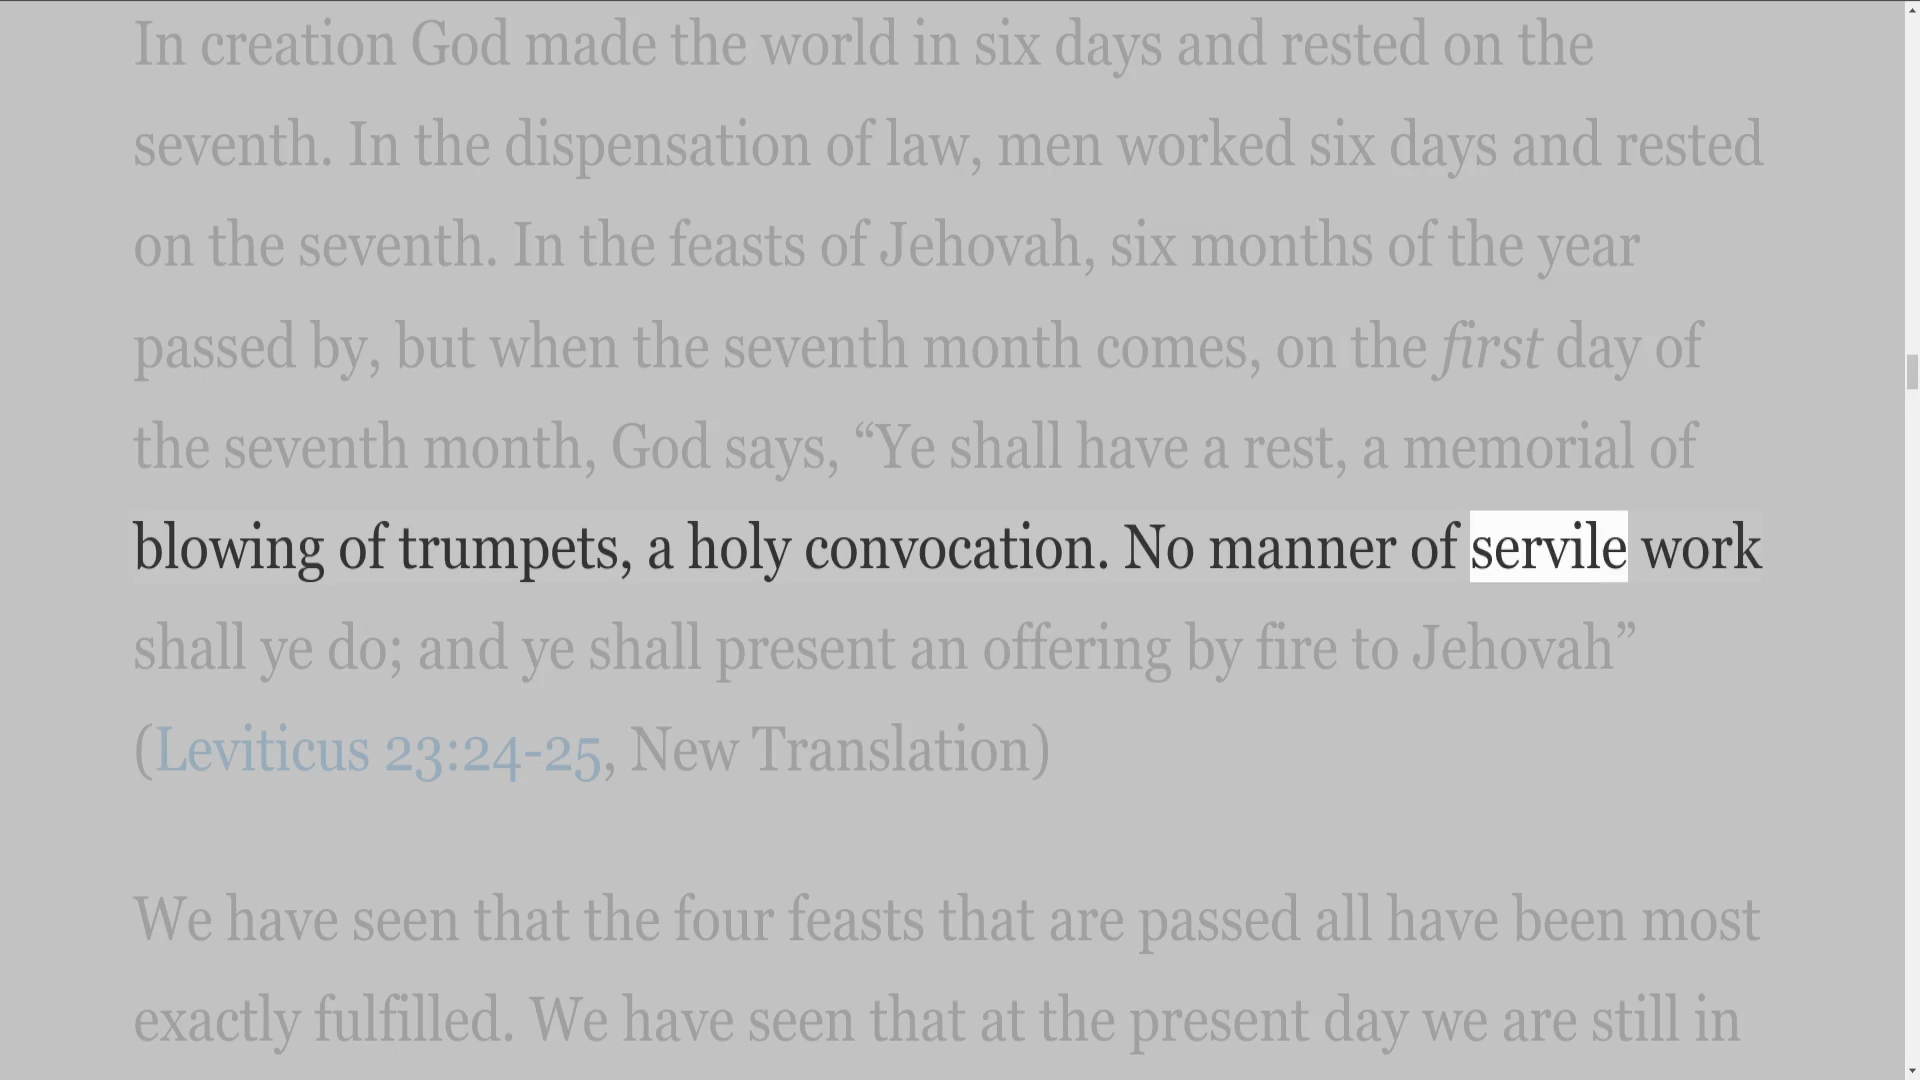 In creation God made the world in six days and rested on the
seventh. In the dispensation of law, men worked six days and rested
on the seventh. In the feasts of Jehovah, six months of the year
passed by, but when the seventh month comes, on the first day of
the seventh month, God says, “Ye shall have a rest, a memorial of
blowing of trumpets, a holy convocation. No manner of servile work
shall ye do; and ye shall present an offering by fire to Jehovah”
(Leviticus 23:24-25, New Translation)
We have seen that the four feasts that are passed all have been most
exactly fulfilled. We have seen that at the present day we are still in